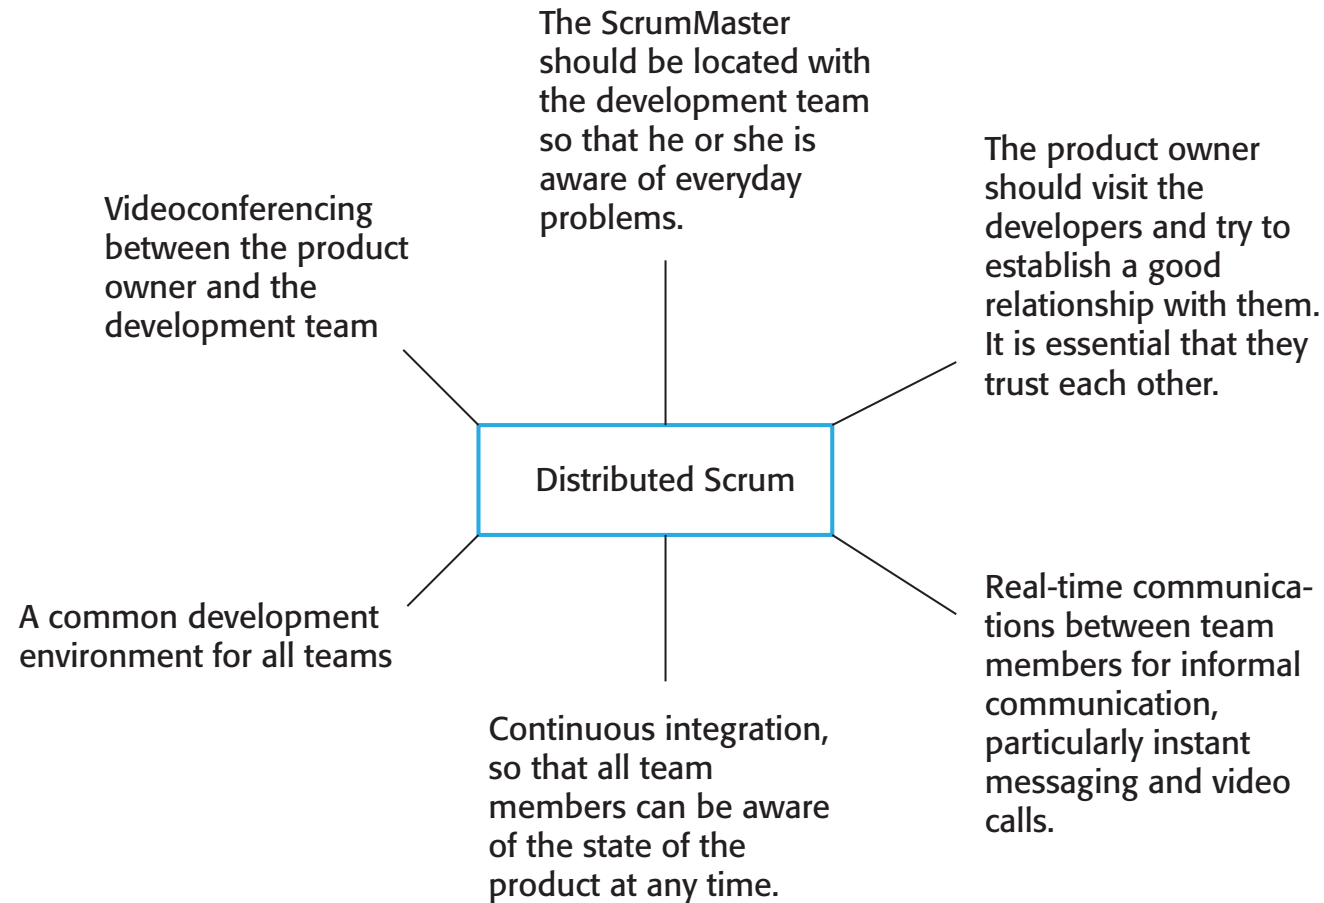 The ScrumMaster
should be located with
the development team
so that he or she is
aware of everyday
problems.
The product owner
should visit the
developers and try to
establish a good
relationship with them.
It is essential that they
trust each other.
Videoconferencing
between the product
owner and the
development team
Distributed Scrum
A common development
environment for all teams
Real-time communica-
tions between team
members for informal
communication,
particularly instant
messaging and video
calls.
Continuous integration,
so that all team
members can be aware
of the state of the
product at any time.